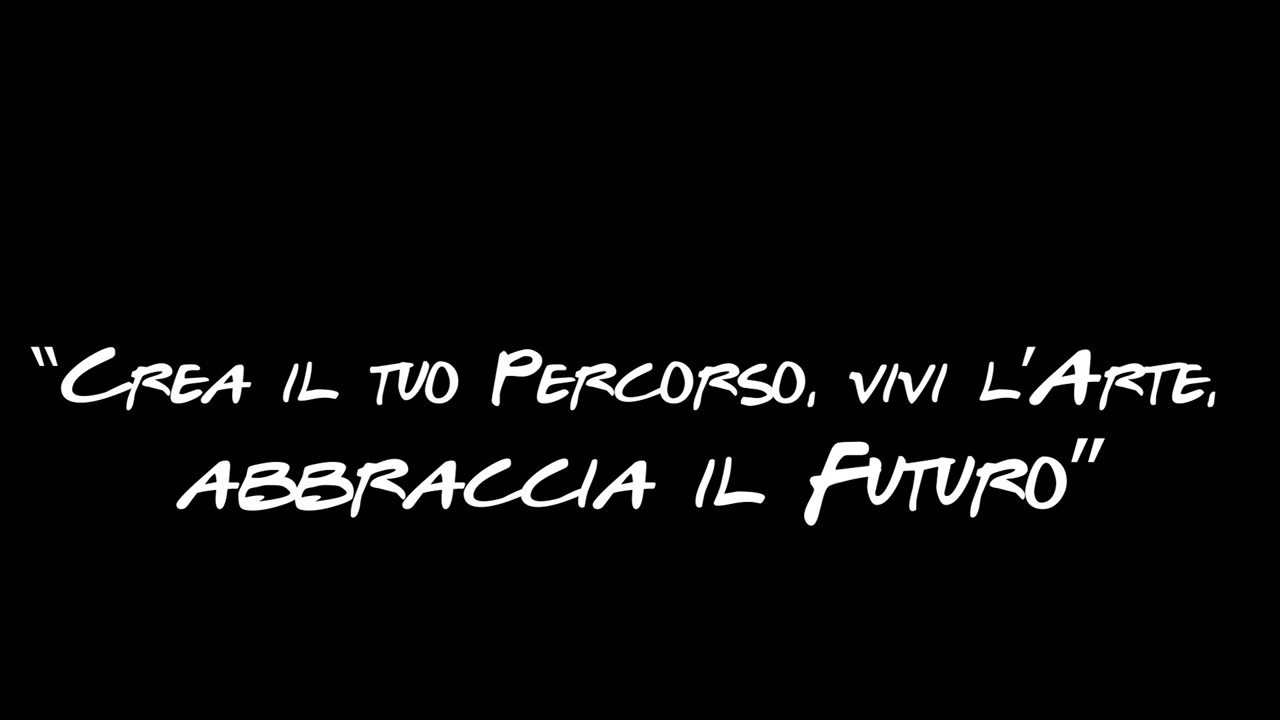 “Crea il tuo Percorso, vivi l'Arte,
abbraccia il Futuro”